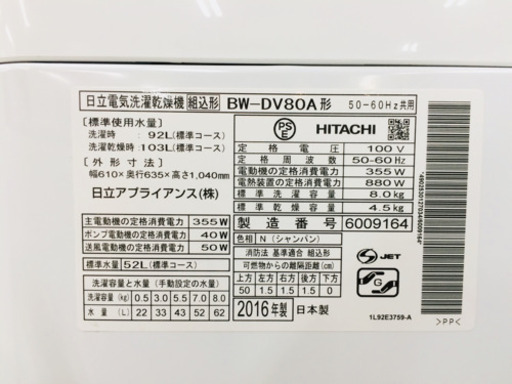 日立電気洗濯乾燥機 組込形 BW-DV80A形 50-60Hz共用
[標準使用水量]
洗濯時 : 92L(標準コース)
洗乾時:103L(標準コース)
[外形寸法]
幅610×奥行635×高さ1,040mm
日立アプライアンス(株)
主電動機の定格消費電力 355W
ポンプ電動機の定格消費電力 40W
送風電動機の定格消費電力 50W
標準水量 52L(標準コース)
洗濯容量と水量 (手動設定の水量)
洗濯容量(kg) 0.5 3.0 5.5 7.0 8.0
水量(L) 22 33 43 52 62
PSE
HITACHI
定格電圧 100V
定格周波数 50-60Hz
電動機の定格消費電力 355W
電熱装置の定格消費電力 880W
標準洗濯容量 8.0kg
標準乾燥容量 4.5kg
製造番号 6009164
色相 N (シャンパン)
消防法 基準適合 組込形
可燃物からの離隔距離(cm)
上方 左方 右方 後方 下方
50 1.5 1.5 1.5 0
2016年製 日本製
S JET
G
1L92E3759-A
>PP<